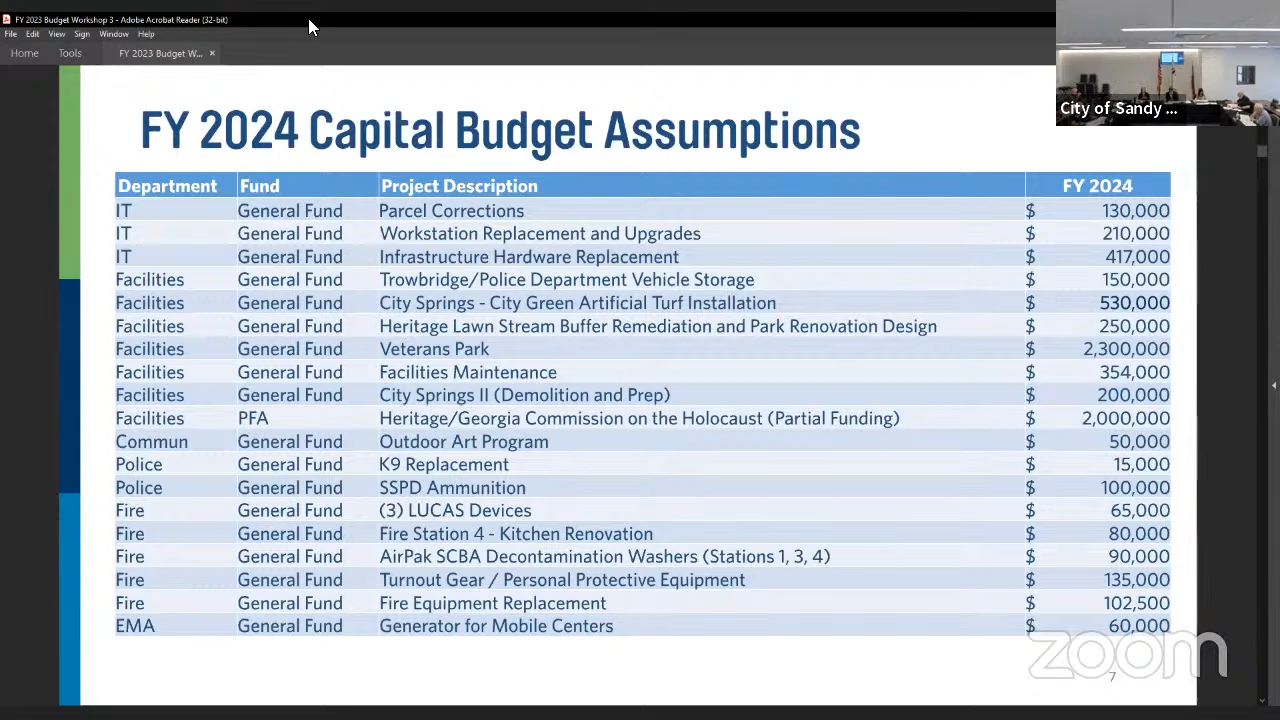 FY 2023 Budget Workshop 3 - Adobe Acrobat Reader (32-bit)
File Edit View Sign Window Help
Home Tools FY 2023 Budget W... ×
City of Sandy ...
FY 2024 Capital Budget Assumptions
Department Fund Project Description FY 2024
IT General Fund Parcel Corrections $ 130,000
IT General Fund Workstation Replacement and Upgrades $ 210,000
IT General Fund Infrastructure Hardware Replacement $ 417,000
Facilities General Fund Trowbridge/Police Department Vehicle Storage $ 150,000
Facilities General Fund City Springs - City Green Artificial Turf Installation $ 530,000
Facilities General Fund Heritage Lawn Stream Buffer Remediation and Park Renovation Design $ 250,000
Facilities General Fund Veterans Park $ 2,300,000
Facilities General Fund Facilities Maintenance $ 354,000
Facilities General Fund City Springs II (Demolition and Prep) $ 200,000
Facilities PFA Heritage/Georgia Commission on the Holocaust (Partial Funding) $ 2,000,000
Commun General Fund Outdoor Art Program $ 50,000
Police General Fund K9 Replacement $ 15,000
Police General Fund SSPD Ammunition $ 100,000
Fire General Fund (3) LUCAS Devices $ 65,000
Fire General Fund Fire Station 4 - Kitchen Renovation $ 80,000
Fire General Fund AirPak SCBA Decontamination Washers (Stations 1, 3, 4) $ 90,000
Fire General Fund Turnout Gear / Personal Protective Equipment $ 135,000
Fire General Fund Fire Equipment Replacement $ 102,500
EMA General Fund Generator for Mobile Centers $ 60,000
zoom
7